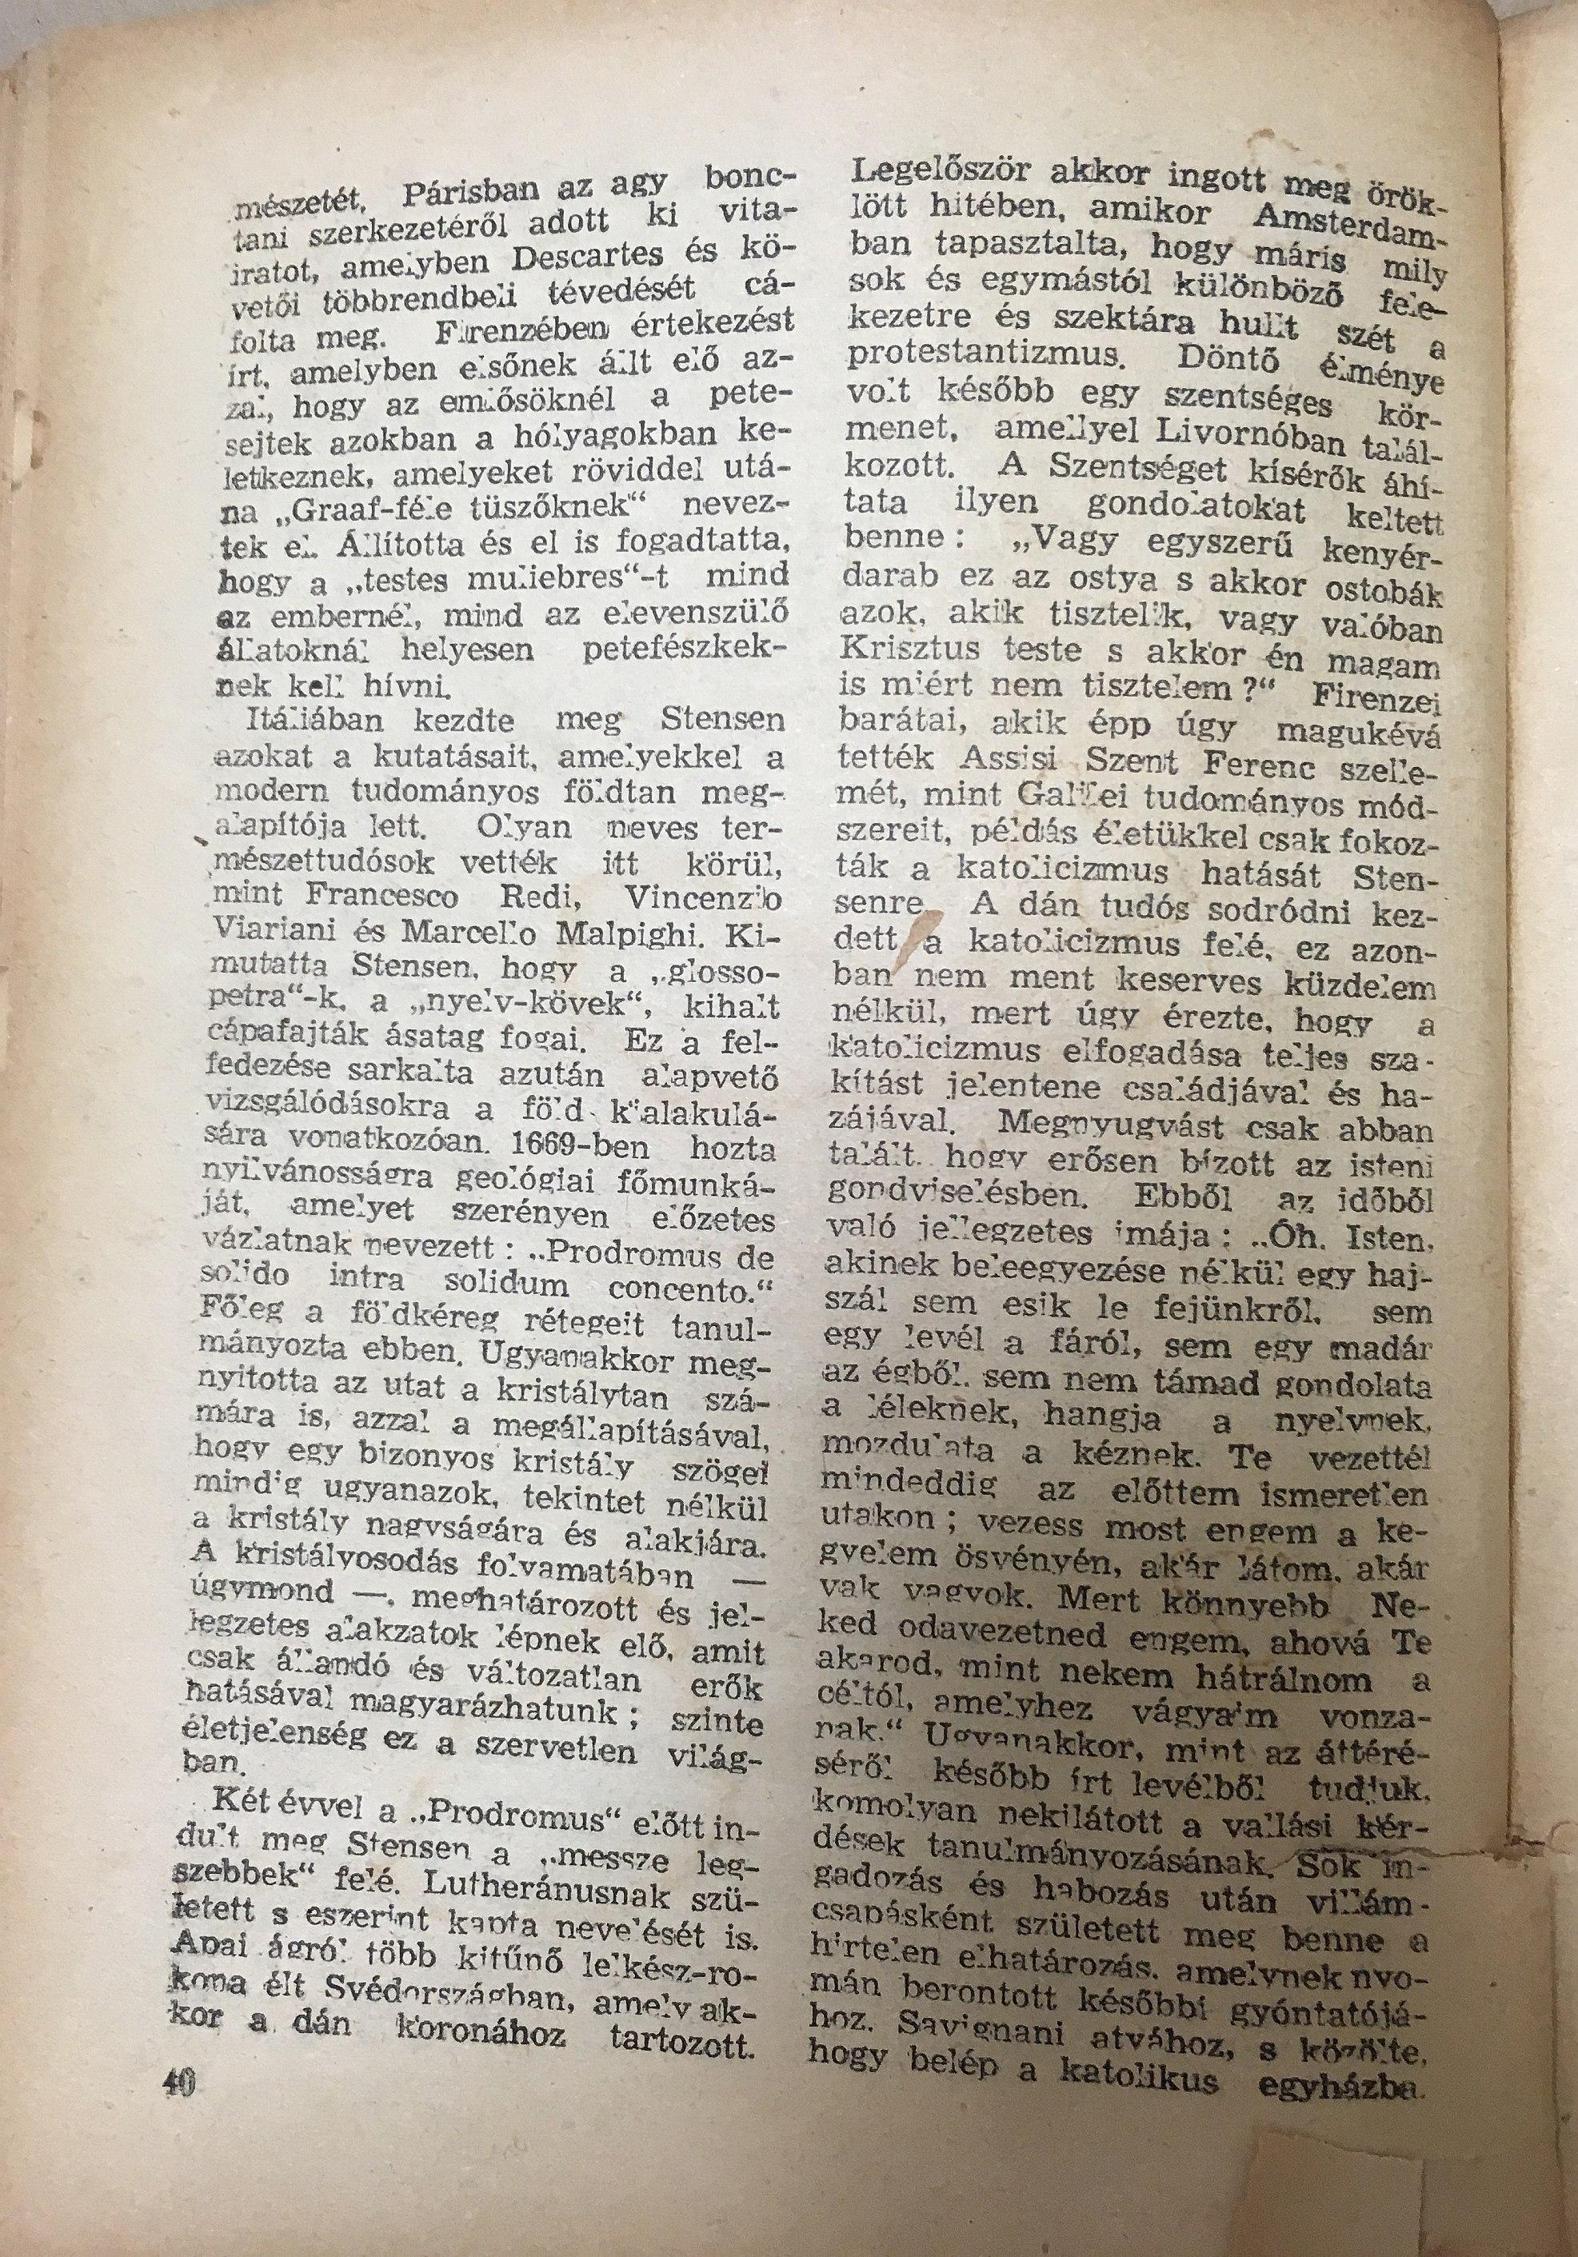 mészetét. Párisban az agy bonc-
tani szerkezetéről adott ki vita-
iratot, amelyben Descartes és kö-
vetői többrendbeli tévedését cá-
folta meg. Firenzében értekezést
írt, amelyben elsőnek állt elő az-
zal, hogy az emlősöknél a pete-
sejtek azokban a hólyagokban ke-
letkeznek, amelyeket röviddel utá-
na „Graaf-féle tüszőknek“ nevez-
tek el. Állította és el is fogadtatta,
hogy a „testes muliebres“-t mind
az embernél, mind az elevenszülő
állatoknál helyesen petefészkek-
nek kell hívni.
Itáliában kezdte meg Stensen
azokat a kutatásait, amelyekkel a
modern tudományos földtan meg-
alapítója lett. Olyan neves ter-
mészettudósok vették itt körül,
mint Francesco Redi, Vincenzio
Viariani és Marcello Malpighi. Ki-
mutatta Stensen, hogy a „glosso-
petra“-k, a „nyelv-kövek“, kihalt
cápafajták ásatag fogai. Ez a fel-
fedezése sarkalta azután alapvető
vizsgálódásokra a föld kialakulá-
sára vonatkozóan. 1669-ben hozta
nyilvánosságra geológiai főmunká-
ját, amelyet szerényen előzetes
vázlatnak nevezett : „Prodromus de
solido intra solidum concento.“
Főleg a földkéreg rétegeit tanul-
mányozta ebben. Ugyanakkor meg-
nyitotta az utat a kristálytan szá-
mára is, azzal a megállapításával,
hogy egy bizonyos kristály szögei
mindig ugyanazok, tekintet nélkül
a kristály nagyságára és alakjára.
A kristályosodás folyamatában —
úgymond —, meghatározott és jel-
legzetes alakzatok lépnek elő, amit
csak állandó és változatlan erők
hatásával magyarázhatunk ; szinte
életjelenség ez a szervetlen világ-
ban.
Két évvel a „Prodromus“ előtt in-
dult meg Stensen a „messze leg-
szebbek“ felé. Lutheránusnak szü-
letett s eszerint kapta nevelését is.
Apai ágról több kitűnő lelkész-ro-
kona élt Svédországban, amely ak-
kor a dán koronához tartozott.
40
Legelőször akkor ingott meg örök-
lött hitében, amikor Amsterdam-
ban tapasztalta, hogy máris mily
sok és egymástól különböző fele-
kezetre és szektára hullt szét a
protestantizmus. Döntő élménye
volt később egy szentséges kör-
menet, amellyel Livornóban talál-
kozott. A Szentséget kísérők áhí-
tata ilyen gondolatokat keltett
benne : „Vagy egyszerű kenyér-
darab ez az ostya s akkor ostobák
azok, akik tisztelik, vagy valóban
Krisztus teste s akkor én magam
is miért nem tisztelem ?“ Firenzei
barátai, akik épp úgy magukévá
tették Assisi Szent Ferenc szelle-
mét, mint Galilei tudományos mód-
szereit, példás életükkel csak fokoz-
ták a katolicizmus hatását Sten-
senre. A dán tudós sodródni kez-
dett a katolicizmus felé, ez azon-
ban nem ment keserves küzdelem
nélkül, mert úgy érezte, hogy a
katolicizmus elfogadása teljes sza-
kítást jelentene családjával és ha-
zájával. Megnyugvást csak abban
talált, hogy erősen bízott az isteni
gondviselésben. Ebből az időből
való jellegzetes imája : „Óh, Isten,
akinek beleegyezése nélkül egy haj-
szál sem esik le fejünkről, sem
egy levél a fáról, sem egy madár
az égből, sem nem támad gondolata
a léleknek, hangja a nyelvnek,
mozdulata a kéznek. Te vezettél
mindeddig az előttem ismeretlen
utakon ; vezess most engem a ke-
gyelem ösvényén, akár látom, akár
vak vagyok. Mert könnyebb Ne-
ked odavezetned engem, ahová Te
akarod, mint nekem hátrálnom a
céltól, amelyhez vágyaim vonza-
nak.“ Ugyanakkor, mint az áttéré-
séről később írt levélből tudjuk,
komolyan nekilátott a vallási kér-
dések tanulmányozásának. Sok in-
gadozás és habozás után villám-
csapásként született meg benne a
hirtelen elhatározás, amelynek nyo-
mán berontott későbbi gyóntatójá-
hoz, Savignani atyához, s közölte,
hogy belép a katolikus egyházba.